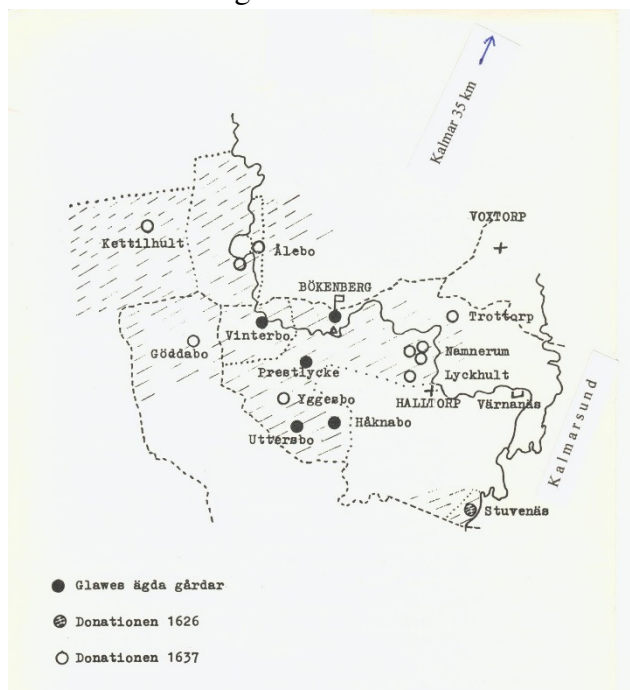 Kalmar 35 km
VOXTORP
Kettilhult
Ålebo
BÖKENBERG
Trottorp
Vinterbo
Göddabo
Namnerum
Prestlycke
Lyckhult
Yggesbo
HALLTORP
Värnanäs
Håknabo
Uttersbo
Kalmarsund
Stuvenäs
Glawes ägda gårdar
Donationen 1626
Donationen 1637